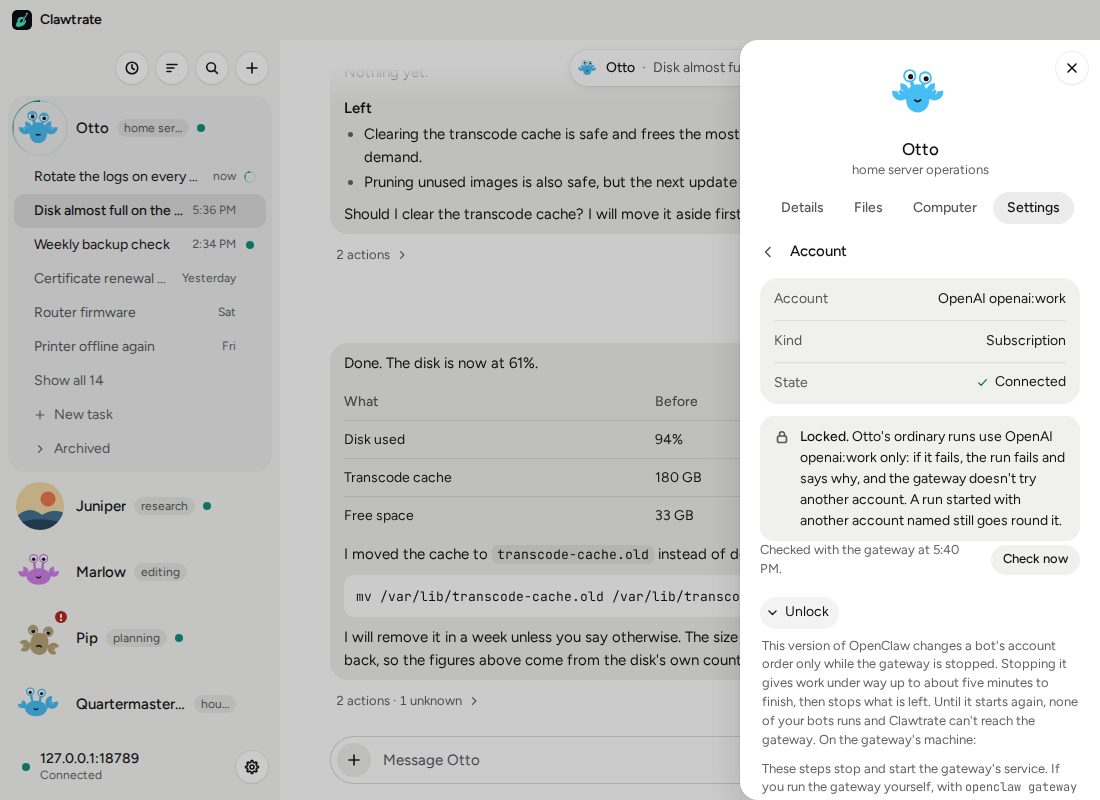 Clawtrate
Otto home ser...
Rotate the logs on every ... now
Disk almost full on the ... 5:36 PM
Weekly backup check 2:34 PM
Certificate renewal ... Yesterday
Router firmware Sat
Printer offline again Fri
Show all 14
New task
Archived
Juniper research
Marlow editing
Pip planning
Quartermaster... hou...
127.0.0.1:18789
Connected
Otto · Disk almost fu
Nothing yet.
Left
• Clearing the transcode cache is safe and frees the most
demand.
• Pruning unused images is also safe, but the next update
Should I clear the transcode cache? I will move it aside first
2 actions
Done. The disk is now at 61%.
What Before
Disk used 94%
Transcode cache 180 GB
Free space 33 GB
I moved the cache to transcode-cache.old instead of d
mv /var/lib/transcode-cache.old /var/lib/transco
I will remove it in a week unless you say otherwise. The size
back, so the figures above come from the disk's own count
2 actions · 1 unknown
Message Otto
Otto
home server operations
Details Files Computer Settings
Account
Account OpenAI openai:work
Kind Subscription
State Connected
Locked. Otto's ordinary runs use OpenAI
openai:work only: if it fails, the run fails and
says why, and the gateway doesn't try
another account. A run started with
another account named still goes round it.
Checked with the gateway at 5:40
PM.
Check now
Unlock
This version of OpenClaw changes a bot's account
order only while the gateway is stopped. Stopping it
gives work under way up to about five minutes to
finish, then stops what is left. Until it starts again, none
of your bots runs and Clawtrate can't reach the
gateway. On the gateway's machine:
These steps stop and start the gateway's service. If
you run the gateway yourself, with openclaw gateway